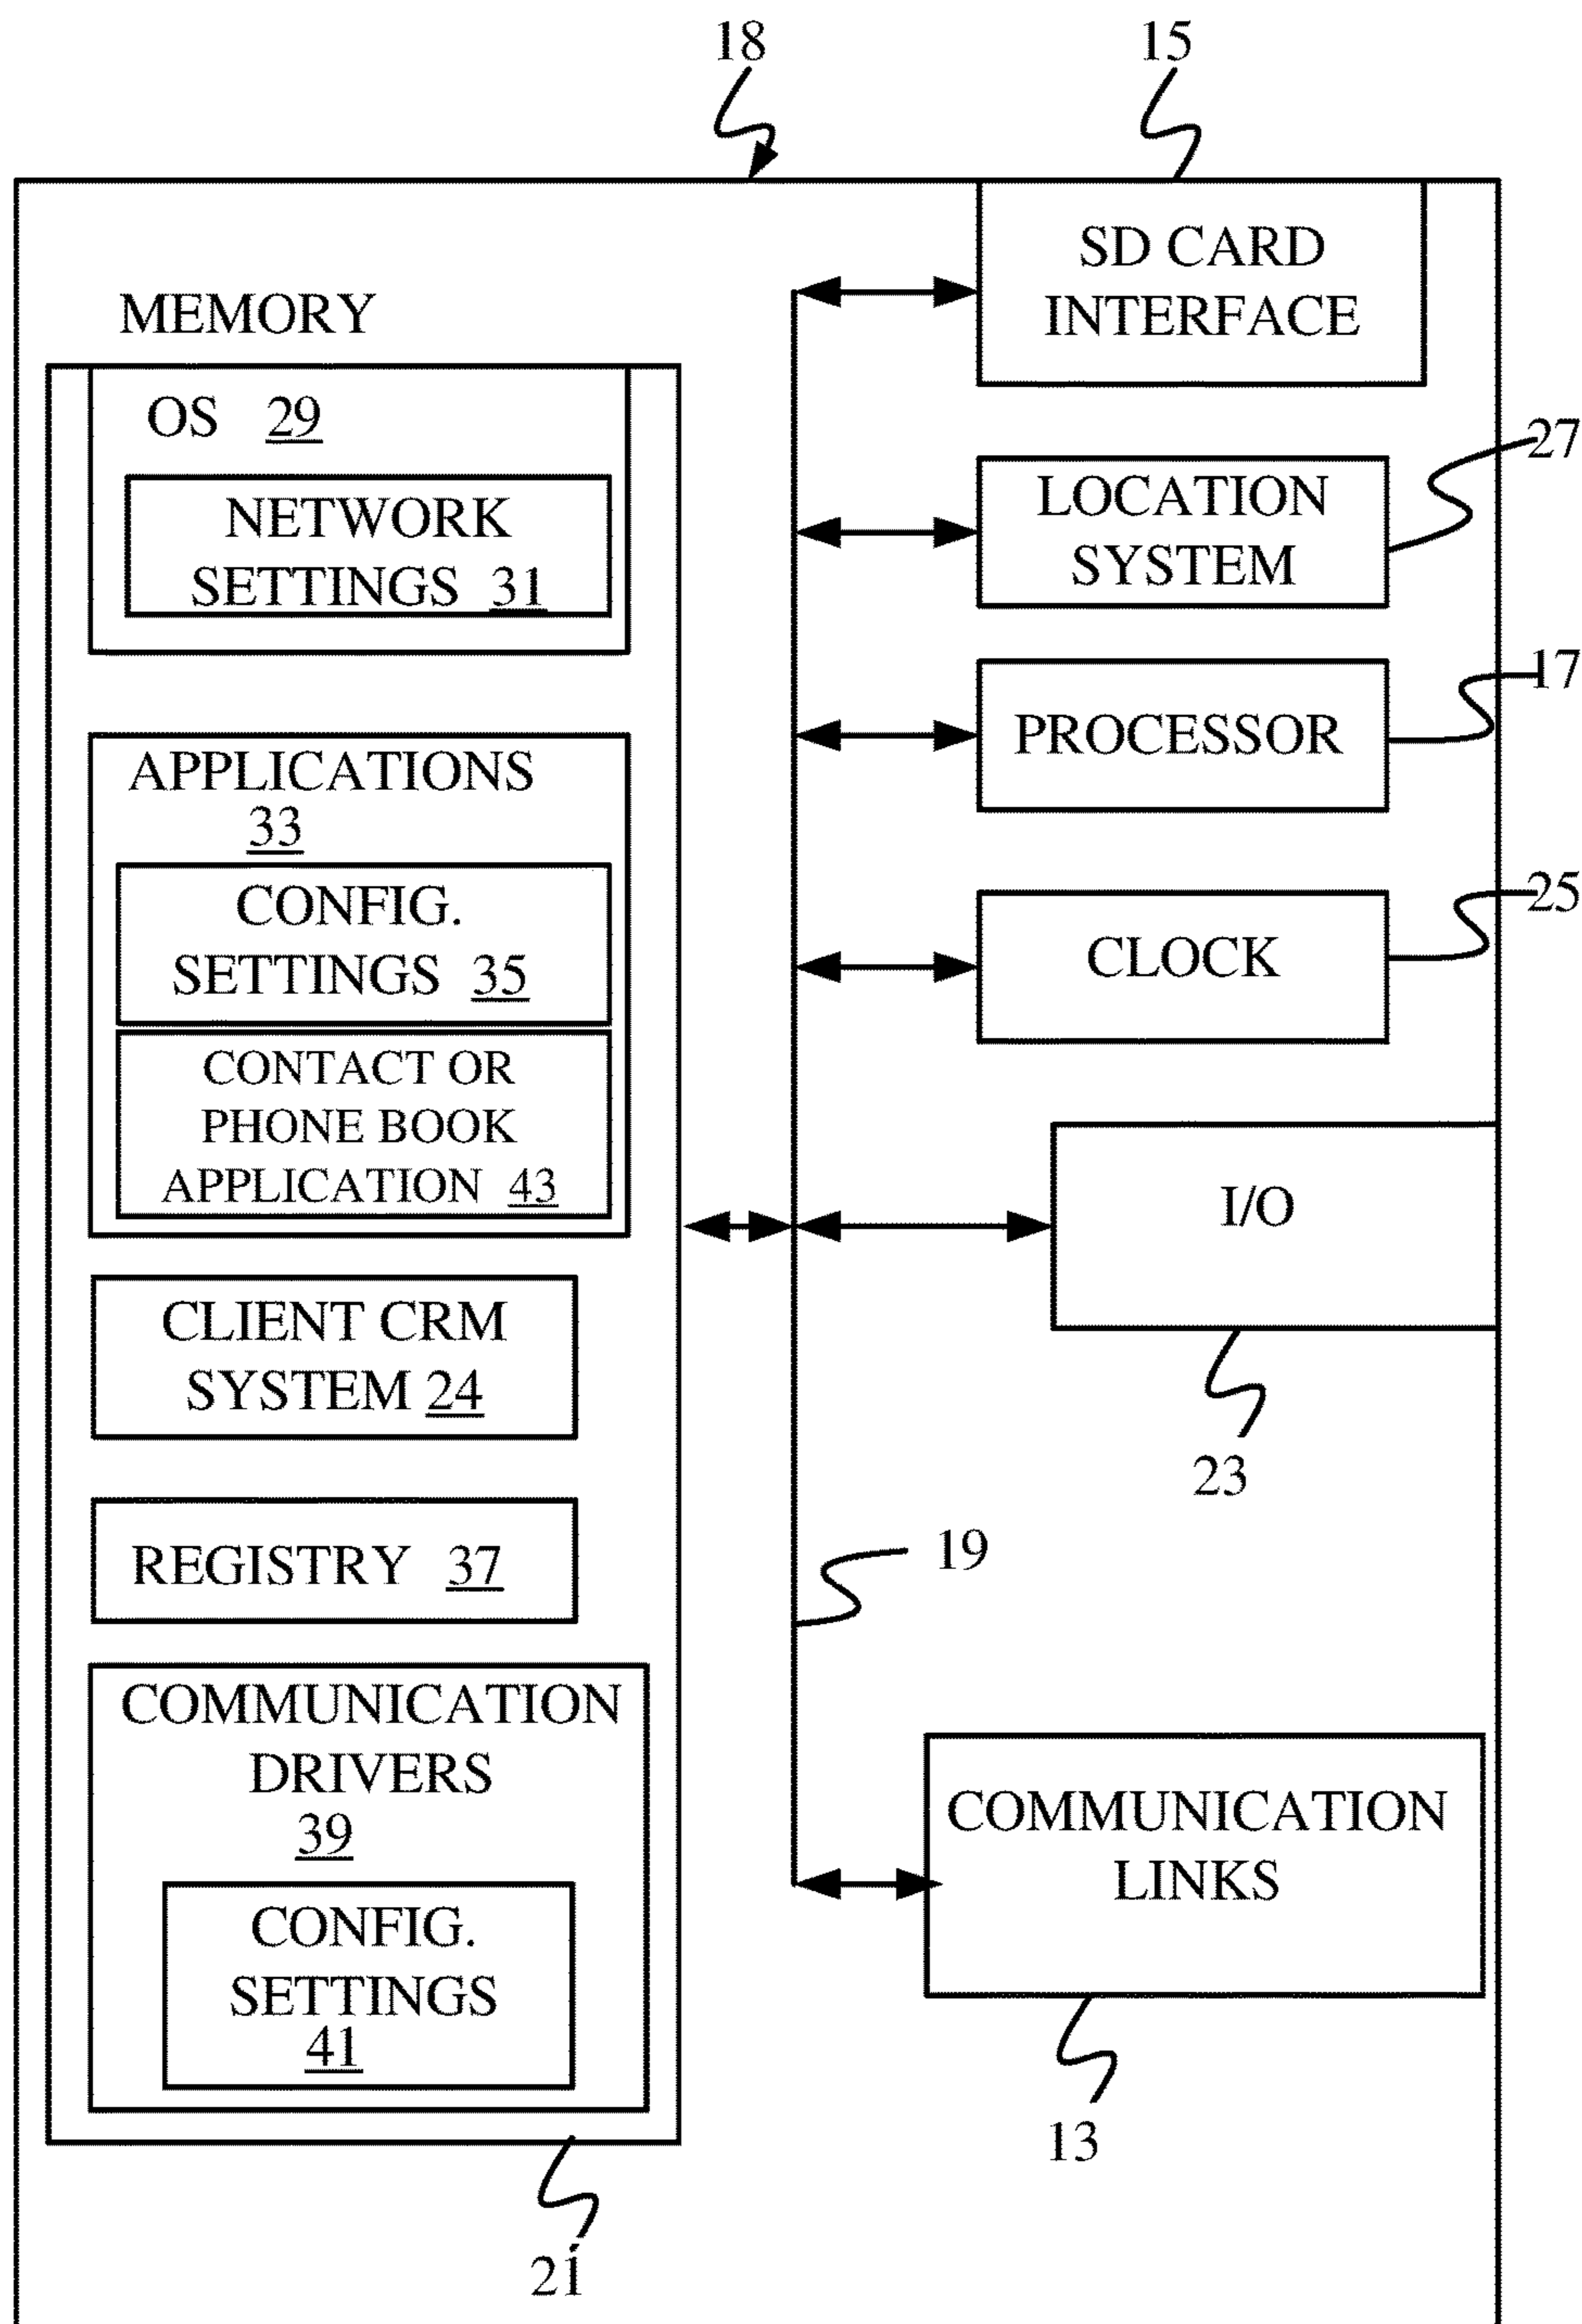 18
15
SD CARD
INTERFACE
MEMORY
OS 29
NETWORK
SETTINGS 31
LOCATION
SYSTEM
27
PROCESSOR
17
APPLICATIONS
33
CONFIG.
SETTINGS 35
CONTACT OR
PHONE BOOK
APPLICATION 43
CLOCK
25
I/O
23
CLIENT CRM
SYSTEM 24
REGISTRY 37
19
COMMUNICATION
DRIVERS
39
CONFIG.
SETTINGS
41
COMMUNICATION
LINKS
13
21